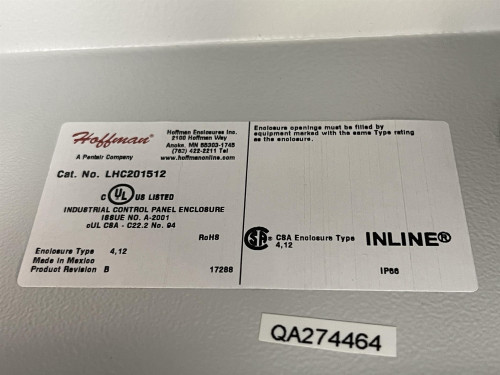 Hoffman®
A Pentair Company
Hoffman Enclosures Inc.
2100 Hoffman Way
Anoka, MN 55303-1745
(763) 422-2211 Tel
www.hoffmanonline.com
Cat. No. LHC201512
C UL US LISTED
INDUSTRIAL CONTROL PANEL ENCLOSURE
ISSUE NO. A-2001
cUL CSA - C22.2 No. 94
RoHS
Enclosure Type 4,12
Made in Mexico
Product Revision B 17288
Enclosure openings must be filled by
equipment marked with the same Type rating
as the enclosure.
SA® CSA Enclosure Type
4,12
INLINE®
IP66
QA274464